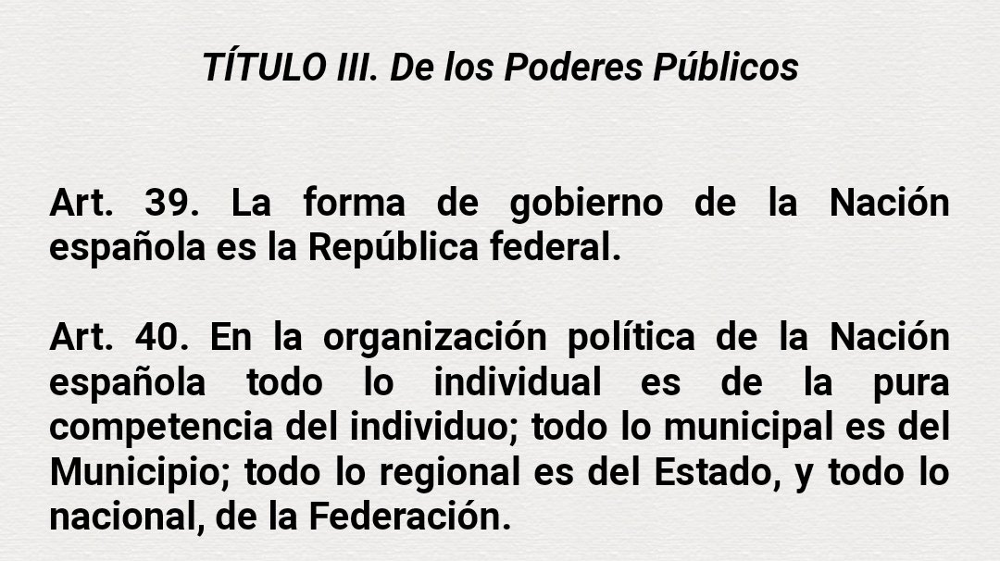 TÍTULO III. De los Poderes Públicos
Art. 39. La forma de gobierno de la Nación
española es la República federal.
Art. 40. En la organización política de la Nación
española todo lo individual es de la pura
competencia del individuo; todo lo municipal es del
Municipio; todo lo regional es del Estado, y todo lo
nacional, de la Federación.